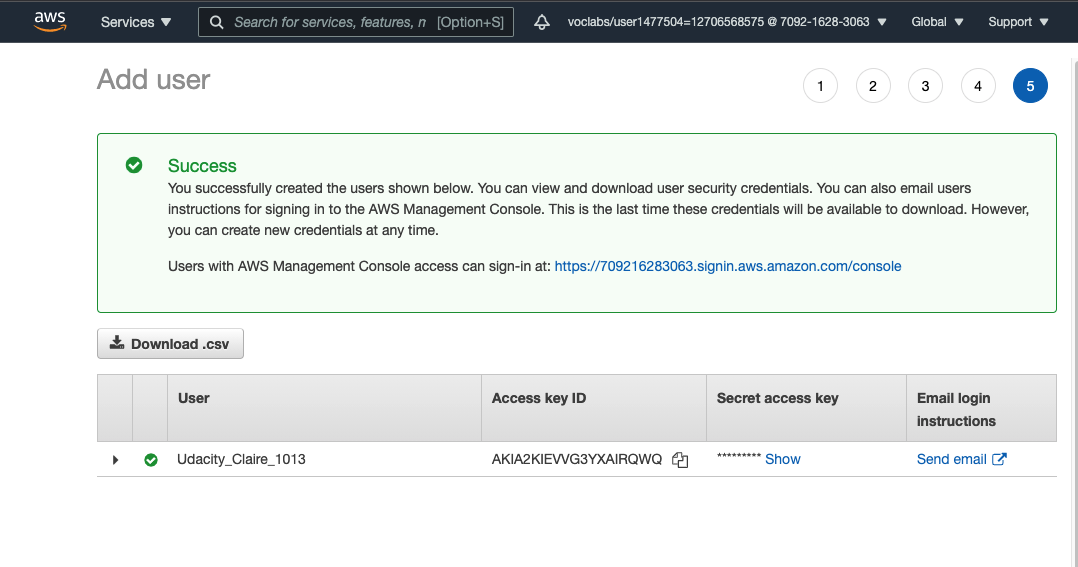 aws Services Search for services, features, n [Option+S] voclabs/user1477504=12706568575 @ 7092-1628-3063 Global Support
Add user
1 2 3 4 5
Success
You successfully created the users shown below. You can view and download user security credentials. You can also email users
instructions for signing in to the AWS Management Console. This is the last time these credentials will be available to download. However,
you can create new credentials at any time.
Users with AWS Management Console access can sign-in at: https://709216283063.signin.aws.amazon.com/console
Download .csv
User Access key ID Secret access key Email login
instructions
Udacity_Claire_1013 AKIA2KIEVVG3YXAIRQWQ ********* Show Send email